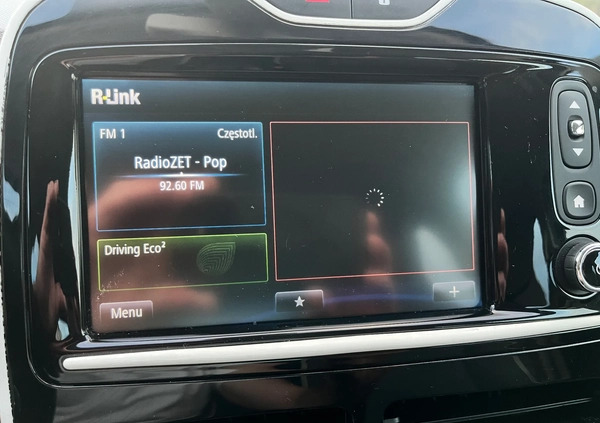 R-Link
FM 1 Częstotl.
RadioZET - Pop
92.60 FM
Driving Eco²
Menu